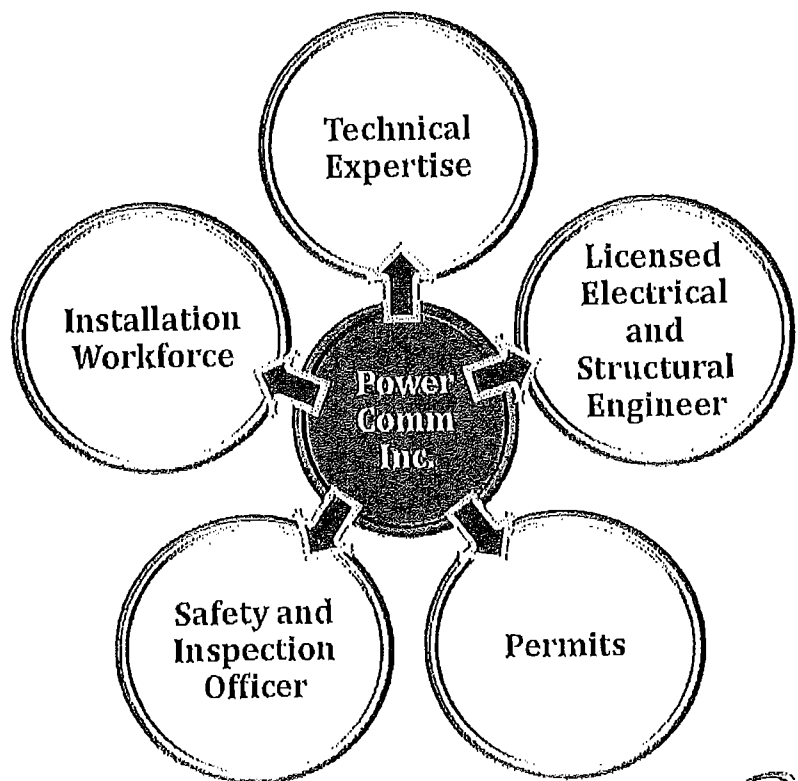 Technical
Expertise
Licensed
Electrical
and
Structural
Engineer
Installation
Workforce
Power
Comm
Inc.
Safety and
Inspection
Officer
Permits